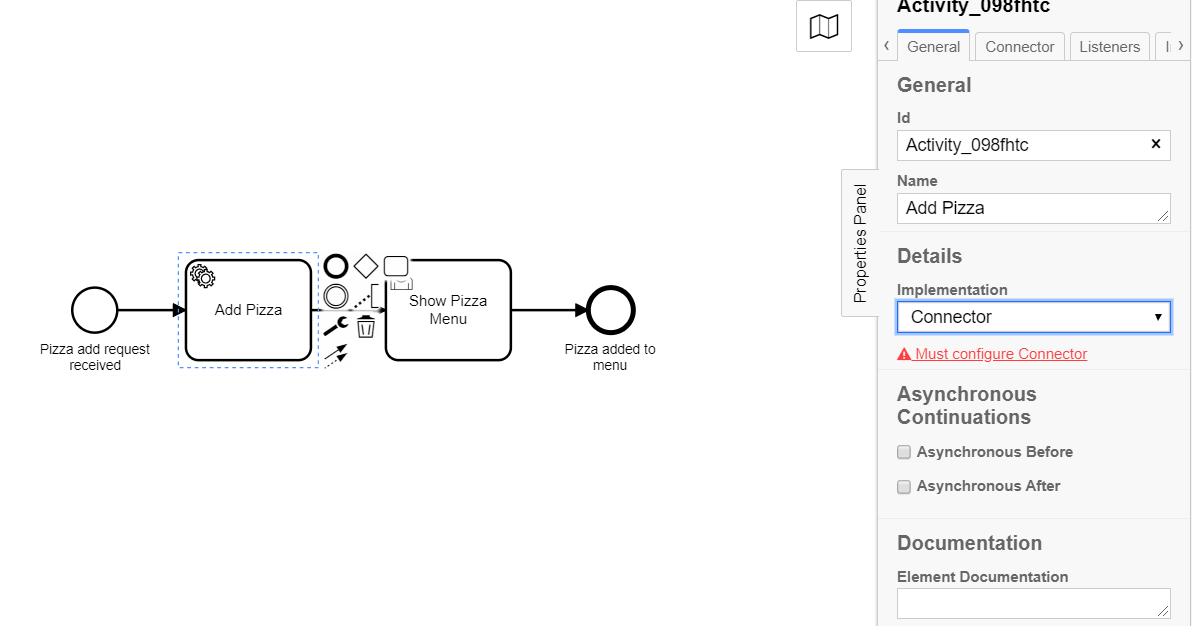 Activity_098fhtc
General
Connector
Listeners
General
Id
Activity_098fhtc
Name
Add Pizza
Details
Implementation
Connector
Must configure Connector
Asynchronous
Continuations
Asynchronous Before
Asynchronous After
Documentation
Element Documentation
Properties Panel
Pizza add request
received
Add Pizza
Show Pizza
Menu
Pizza added to
menu